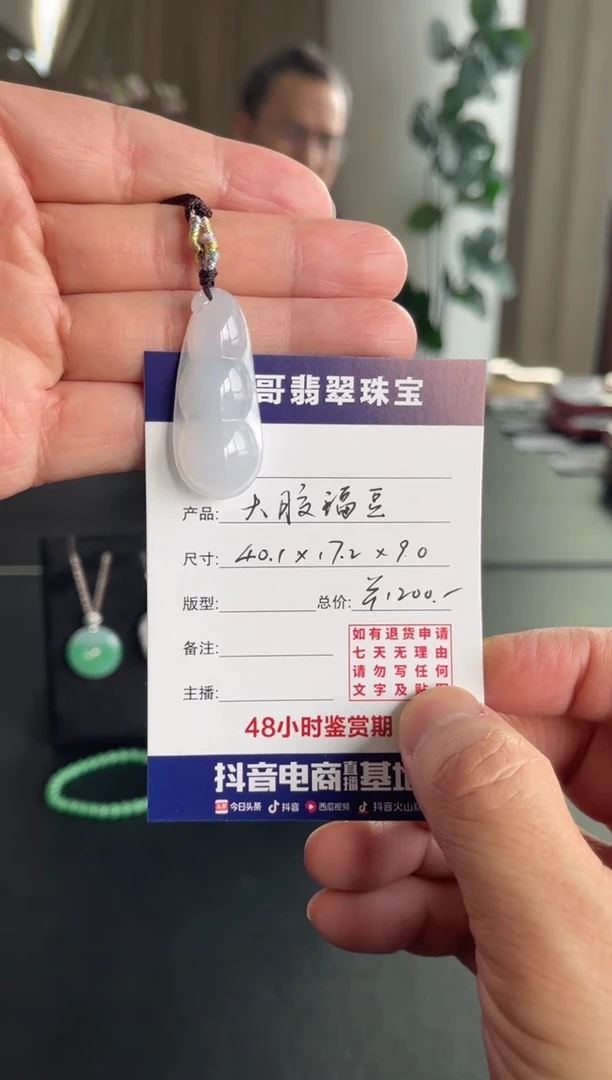 哥翡翠珠宝
产品: 大胶福豆
尺寸: 40.1×17.2×9.0
版型: 总价: ¥1200.-
备注:
主播:
如有退货申请
七天无理由
请勿写任何
文字及贴
48小时鉴赏期
抖音电商直播基地
今日头条 抖音 西瓜视频 抖音火山